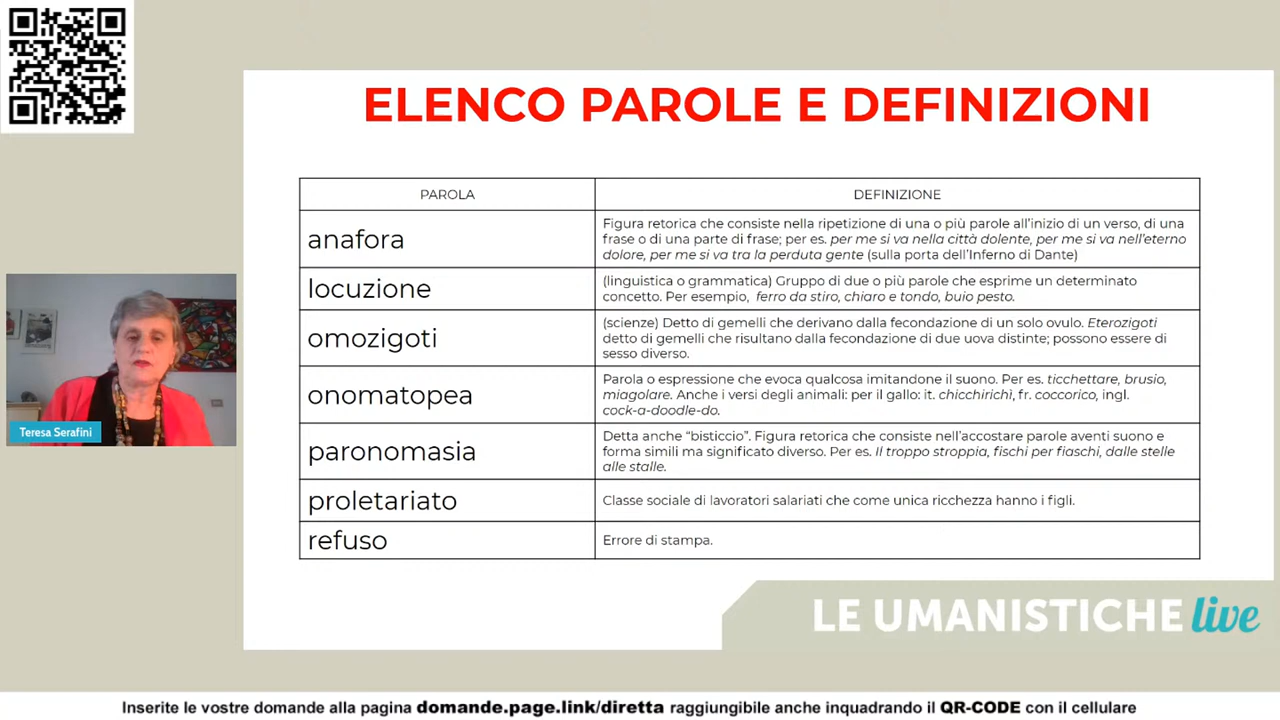 ELENCO PAROLE E DEFINIZIONI
PAROLA
DEFINIZIONE
anafora
Figura retorica che consiste nella ripetizione di una o più parole all'inizio di un verso, di una
frase o di una parte di frase; per es. per me si va nella città dolente, per me si va nell'eterno
dolore, per me si va tra la perduta gente (sulla porta dell'Inferno di Dante)
locuzione
(linguistica o grammatica) Gruppo di due o più parole che esprime un determinato
concetto. Per esempio, ferro da stiro, chiaro e tondo, buio pesto.
omozigoti
(scienze) Detto di gemelli che derivano dalla fecondazione di un solo ovulo. Eterozigoti
detto di gemelli che risultano dalla fecondazione di due uova distinte; possono essere di
sesso diverso.
onomatopea
Parola o espressione che evoca qualcosa imitandone il suono. Per es. ticchettare, brusio,
miagolare. Anche i versi degli animali: per il gallo: it. chicchirichì, fr. coccorico, ingl.
cock-a-doodle-do.
paronomasia
Detta anche "bisticcio". Figura retorica che consiste nell'accostare parole aventi suono e
forma simili ma significato diverso. Per es. Il troppo stroppia, fischi per fiaschi, dalle stelle
alle stalle.
proletariato
Classe sociale di lavoratori salariati che come unica ricchezza hanno i figli.
refuso
Errore di stampa.
Teresa Serafini
LE UMANISTICHE live
Inserite le vostre domande alla pagina domande.page.link/diretta raggiungibile anche inquadrando il QR-CODE con il cellulare